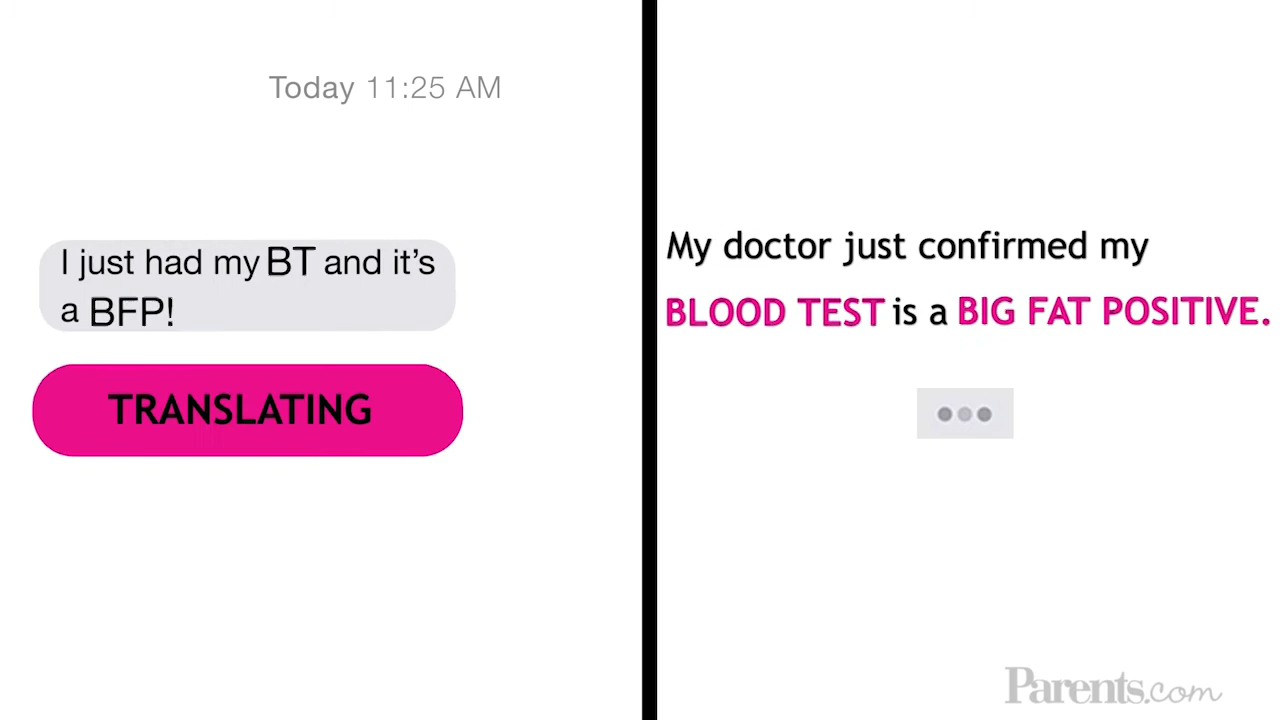 Today 11:25 AM
I just had my BT and it's
a BFP!
TRANSLATING
My doctor just confirmed my
BLOOD TEST is a BIG FAT POSITIVE.
Parents.com